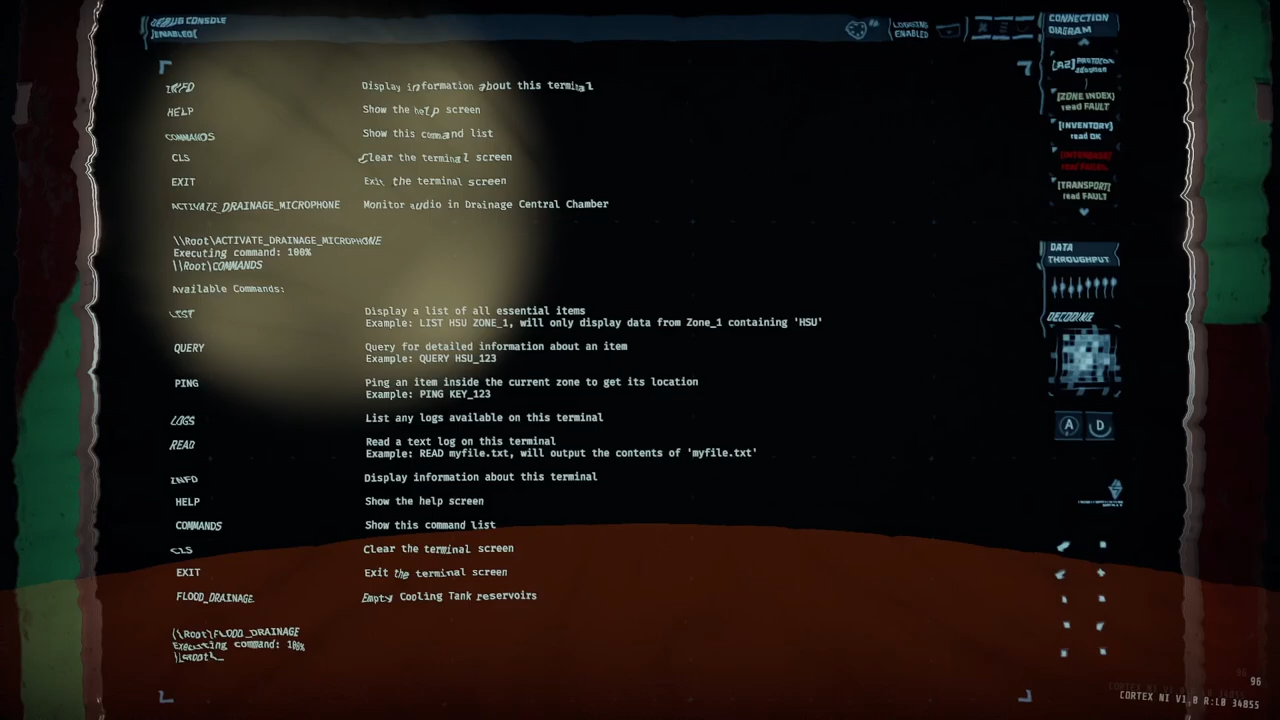 DEBUG CONSOLE
[ENABLED]
LOGGING
ENABLED
CONNECTION
DIAGRAM
INFO Display information about this terminal
HELP Show the help screen
COMMANDS Show this command list
CLS Clear the terminal screen
EXIT Exit the terminal screen
ACTIVATE_DRAINAGE_MICROPHONE Monitor audio in Drainage Central Chamber
\\Root\ACTIVATE_DRAINAGE_MICROPHONE
Executing command: 100%
\\Root\COMMANDS
Available Commands:
LIST Display a list of all essential items
Example: LIST HSU ZONE_1, will only display data from Zone_1 containing 'HSU'
QUERY Query for detailed information about an item
Example: QUERY HSU_123
PING Ping an item inside the current zone to get its location
Example: PING KEY_123
LOGS List any logs available on this terminal
READ Read a text log on this terminal
Example: READ myfile.txt, will output the contents of 'myfile.txt'
INFO Display information about this terminal
HELP Show the help screen
COMMANDS Show this command list
CLS Clear the terminal screen
EXIT Exit the terminal screen
FLOOD_DRAINAGE Empty Cooling Tank reservoirs
\\Root\FLOOD_DRAINAGE
Executing command: 100%
\\Root\_
PROTOCOL
[ZONE INDEX]
read FAULT
[INVENTORY]
read OK
[TRANSPORT]
read FAULT
DATA
THROUGHPUT
DECODING
A D
96
CORTEX NI V1.0 R:L0 34855